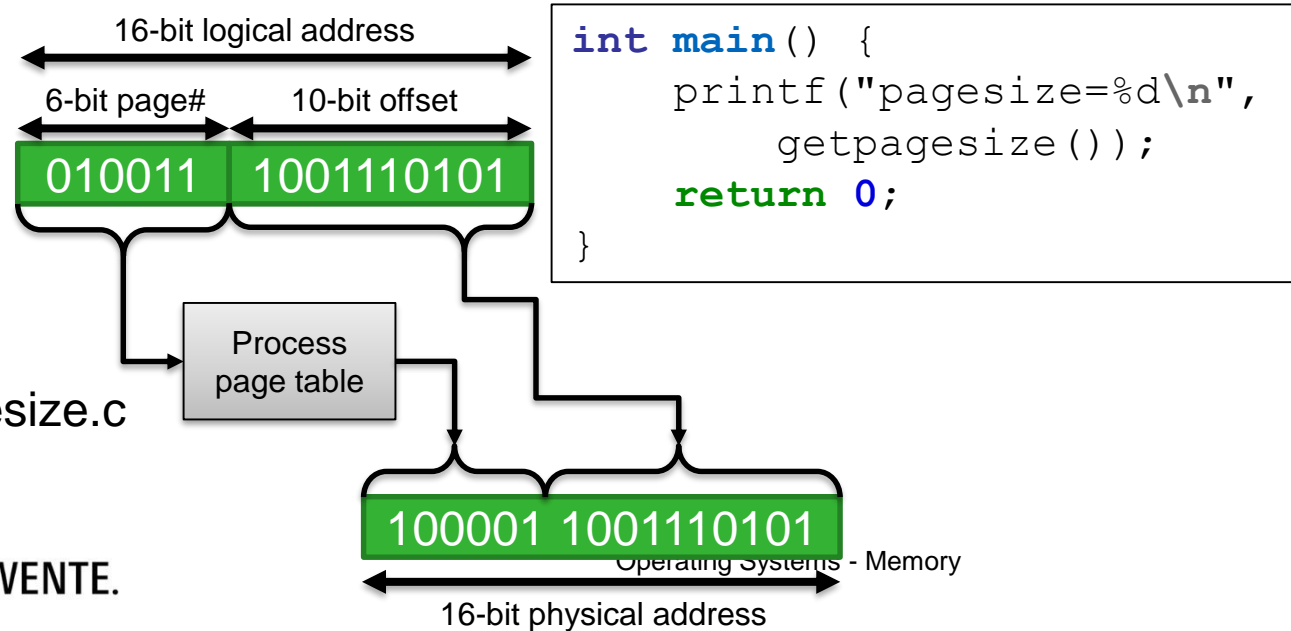 16-bit logical address
6-bit page# 10-bit offset
010011 1001110101
int main() {
printf("pagesize=%d\n",
getpagesize());
return 0;
}
Process
page table
esize.c
100001 1001110101
Operating Systems - Memory
WENTE.
16-bit physical address